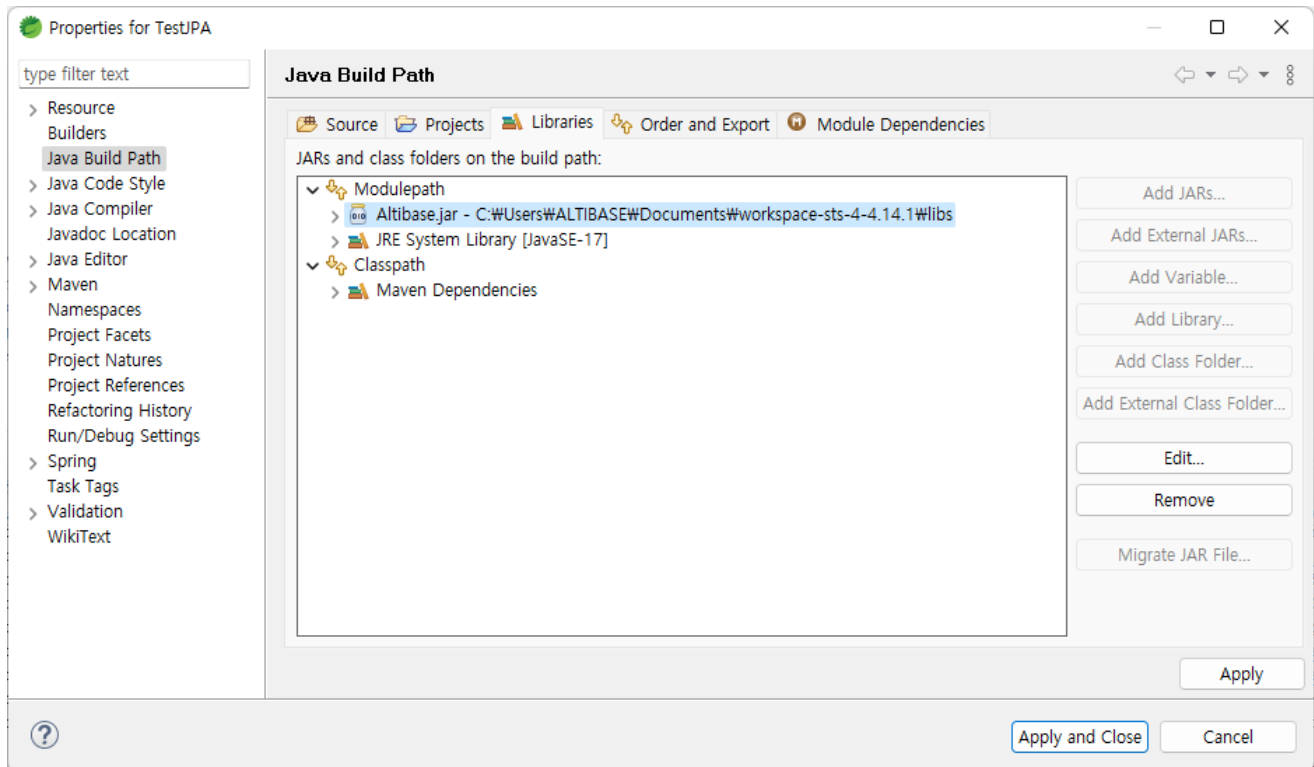 Properties for TestJPA
type filter text
Resource
Builders
Java Build Path
Java Code Style
Java Compiler
Javadoc Location
Java Editor
Maven
Namespaces
Project Facets
Project Natures
Project References
Refactoring History
Run/Debug Settings
Spring
Task Tags
Validation
WikiText
Java Build Path
Source Projects Libraries Order and Export Module Dependencies
JARs and class folders on the build path:
Modulepath
Altibase.jar - C:₩Users₩ALTIBASE₩Documents₩workspace-sts-4-4.14.1₩libs
JRE System Library [JavaSE-17]
Classpath
Maven Dependencies
Add JARs...
Add External JARs...
Add Variable...
Add Library...
Add Class Folder...
Add External Class Folder...
Edit...
Remove
Migrate JAR File...
Apply
Apply and Close Cancel